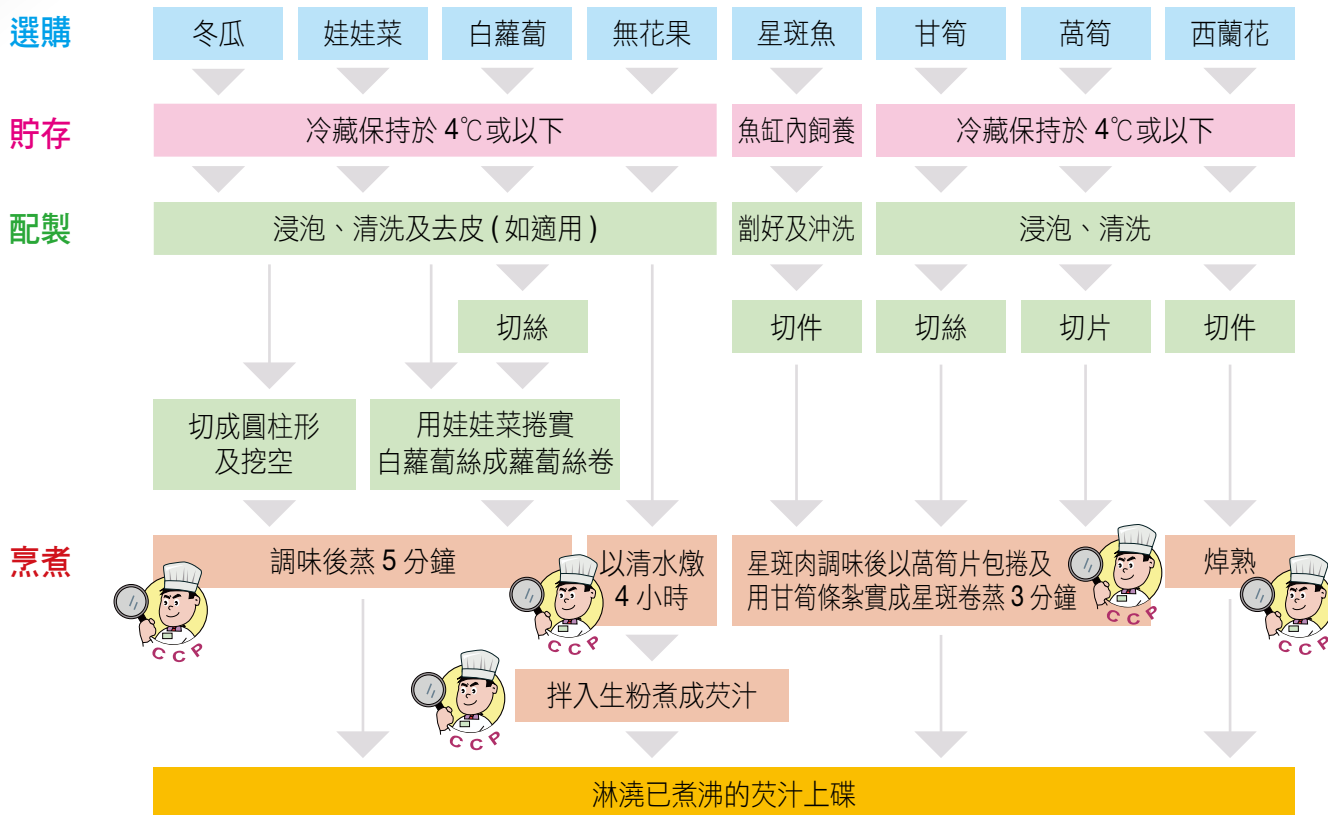 選購
冬瓜
娃娃菜
白蘿蔔
無花果
星斑魚
甘筍
萵筍
西蘭花
貯存
冷藏保持於 4℃或以下
魚缸內飼養
冷藏保持於 4℃或以下
配製
浸泡、清洗及去皮 ( 如適用 )
劏好及沖洗
浸泡、清洗
切絲
切件
切絲
切片
切件
切成圓柱形
及挖空
用娃娃菜捲實
白蘿蔔絲成蘿蔔絲卷
烹煮
調味後蒸 5 分鐘
CCP
以清水燉
4 小時
CCP
星斑肉調味後以萵筍片包捲及
用甘筍條紮實成星斑卷蒸 3 分鐘
CCP
焯熟
CCP
拌入生粉煮成芡汁
CCP
淋澆已煮沸的芡汁上碟